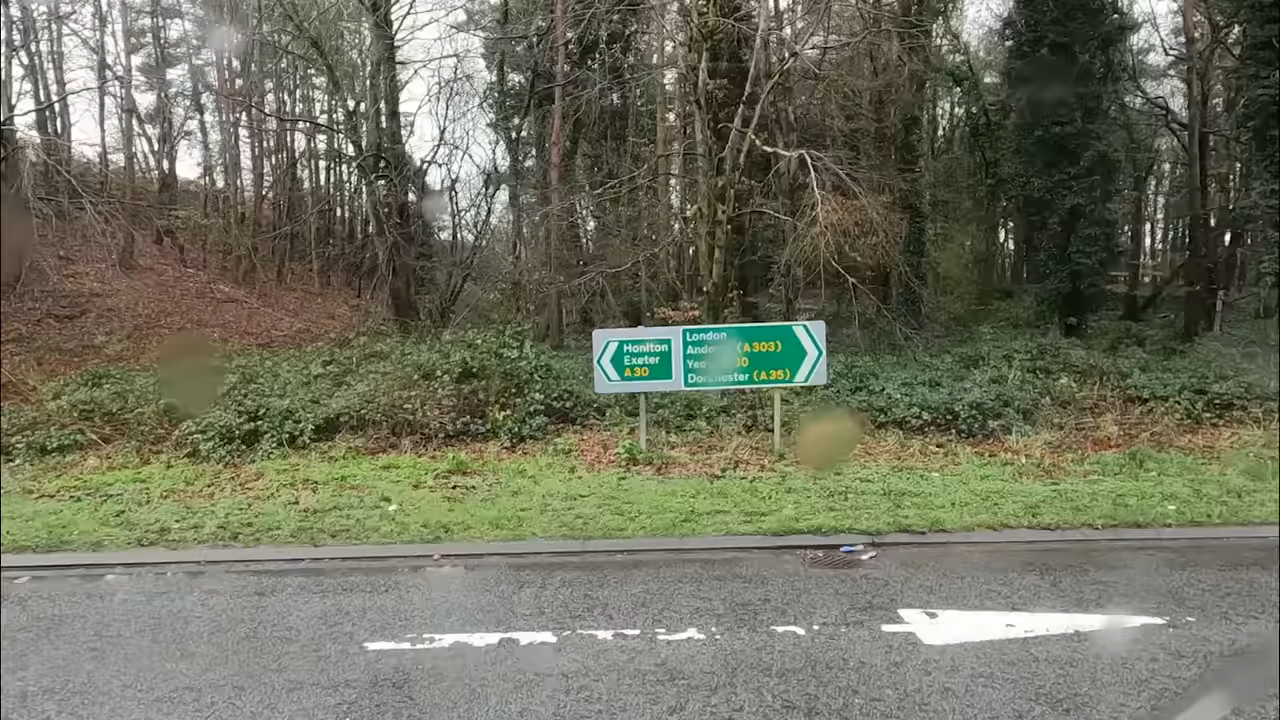 Honiton
Exeter
A30
London
(A303)
Dorchester (A35)